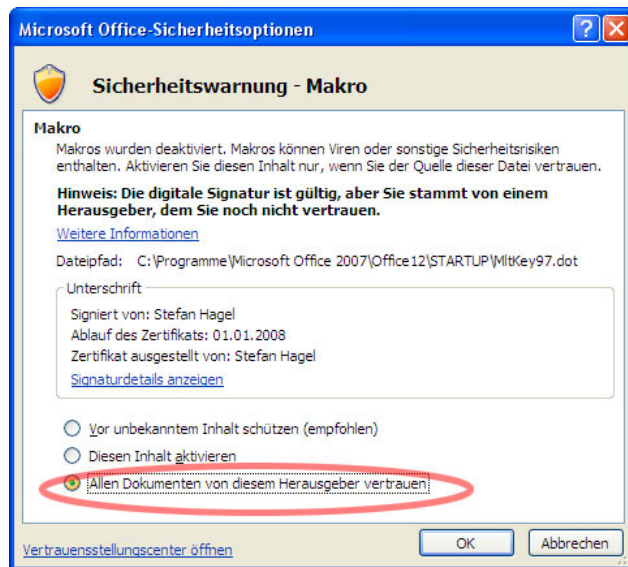 Microsoft Office-Sicherheitsoptionen
Sicherheitswarnung - Makro
Makro
Makros wurden deaktiviert. Makros können Viren oder sonstige Sicherheitsrisiken
enthalten. Aktivieren Sie diesen Inhalt nur, wenn Sie der Quelle dieser Datei vertrauen.
Hinweis: Die digitale Signatur ist gültig, aber Sie stammt von einem
Herausgeber, dem Sie noch nicht vertrauen.
Weitere Informationen
Dateipfad: C:\Programme\Microsoft Office 2007\Office12\STARTUP\MltKey97.dot
Unterschrift
Signiert von: Stefan Hagel
Ablauf des Zertifikats: 01.01.2008
Zertifikat ausgestellt von: Stefan Hagel
Signaturdetails anzeigen
Vor unbekanntem Inhalt schützen (empfohlen)
Diesen Inhalt aktivieren
Allen Dokumenten von diesem Herausgeber vertrauen
Vertrauensstellungscenter öffnen
OK
Abbrechen